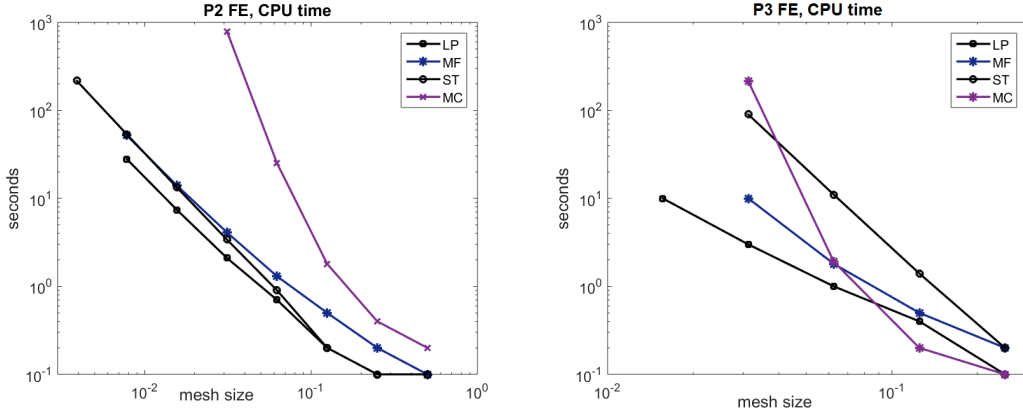 P2 FE, CPU time
10^3
10^2
10^1
10^0
10^-1
seconds
10^-2
10^-1
10^0
mesh size
LP
MF
ST
MC
P3 FE, CPU time
10^3
10^2
10^1
10^0
10^-1
seconds
10^-2
10^-1
mesh size
LP
MF
ST
MC